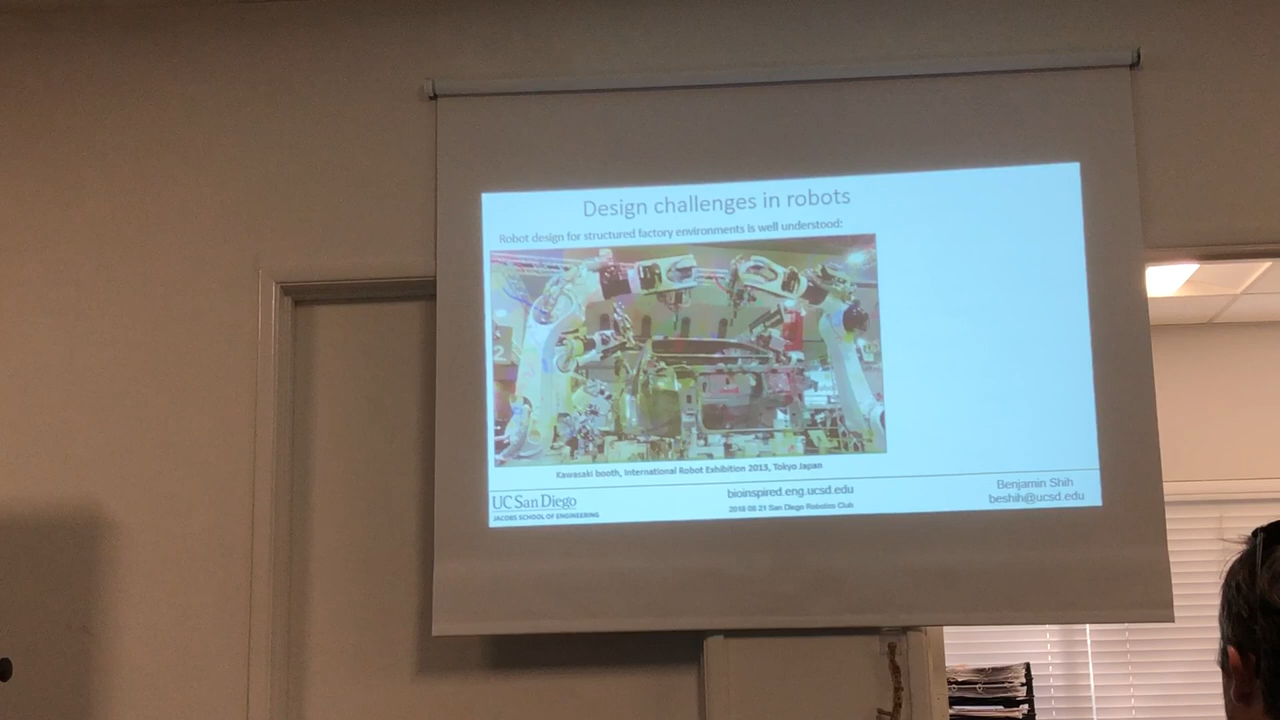 Design challenges in robots
Robot design for structured factory environments is well understood:
2
Kawasaki booth, International Robot Exhibition 2013, Tokyo Japan
UC San Diego
JACOBS SCHOOL OF ENGINEERING
bioinspired.eng.ucsd.edu
2018 08 21 San Diego Robotics Club
Benjamin Shih
beshih@ucsd.edu